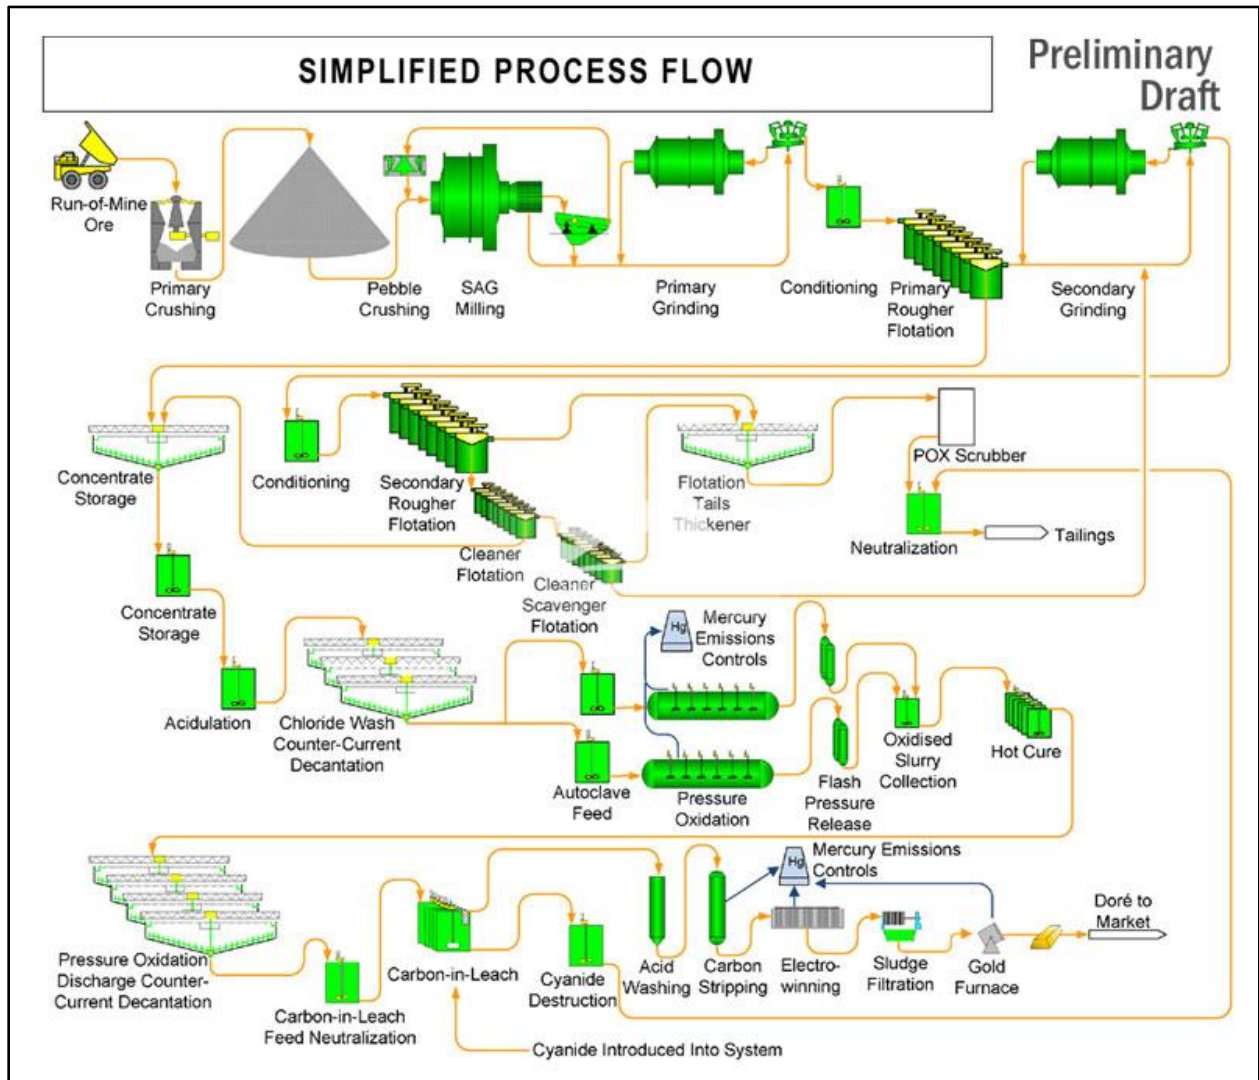 SIMPLIFIED PROCESS FLOW
Preliminary
Draft
Run-of-Mine
Ore
Primary
Crushing
Pebble
Crushing
SAG
Milling
Primary
Grinding
Conditioning
Primary
Rougher
Flotation
Secondary
Grinding
Concentrate
Storage
Conditioning
Secondary
Rougher
Flotation
Cleaner
Flotation
Cleaner
Scavenger
Flotation
Flotation
Tails
Thickener
POX Scrubber
Neutralization
Tailings
Concentrate
Storage
Acidulation
Chloride Wash
Counter-Current
Decantation
Hg
Mercury
Emissions
Controls
Autoclave
Feed
Pressure
Oxidation
Flash
Pressure
Release
Oxidised
Slurry
Collection
Hot Cure
Pressure Oxidation
Discharge Counter-
Current Decantation
Carbon-in-Leach
Feed Neutralization
Carbon-in-Leach
Cyanide Introduced Into System
Cyanide
Destruction
Acid
Washing
Carbon
Stripping
Hg
Mercury Emissions
Controls
Electro-
winning
Sludge
Filtration
Gold
Furnace
Doré to
Market